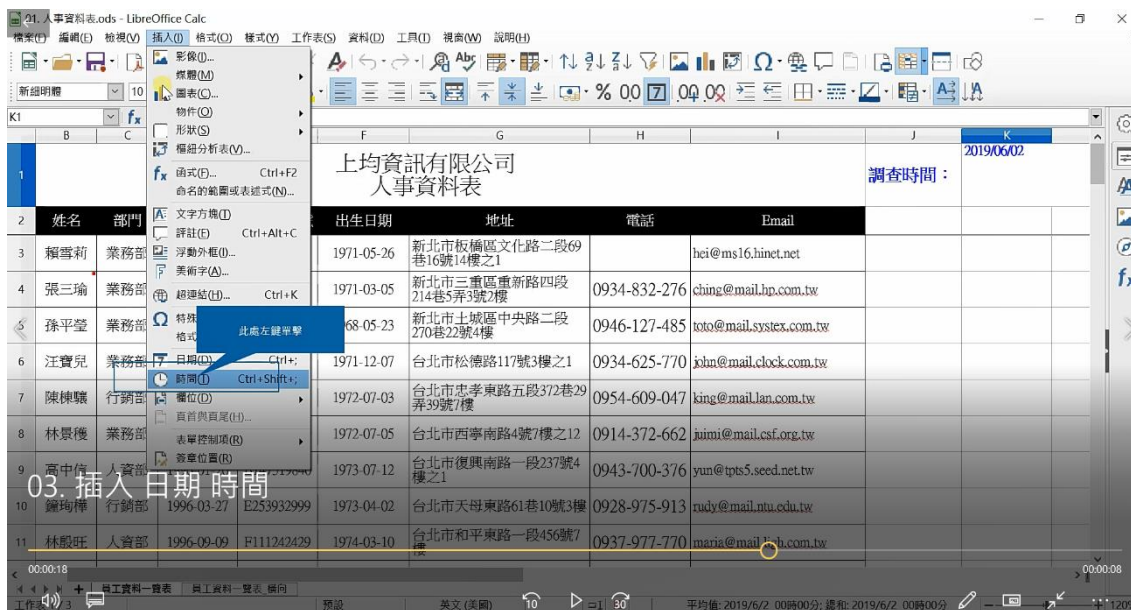 01. 人事資料表.ods - LibreOffice Calc
檔案(F) 編輯(E) 檢視(V) 插入(I) 格式(O) 樣式(Y) 工作表(S) 資料(D) 工具(T) 視窗(W) 說明(H)
影像(I)...
媒體(M)
圖表(C)...
物件(O)
形狀(S)
樞紐分析表(V)...
函式(F)... Ctrl+F2
命名的範圍或表述式(N)...
文字方塊(T)
評註(E) Ctrl+Alt+C
浮動外框(I)...
美術字(A)...
超連結(H)... Ctrl+K
特殊
格式
日期(D) Ctrl+;
時間(T) Ctrl+Shift+;
欄位(D)
頁首與頁尾(H)...
表單控制項(R)
簽章位置(R)
此處左鍵單擊
新細明體 10
K1
B C F G H I J K
1 上均資訊有限公司 2019/06/02
人事資料表 調查時間：
2 姓名 部門 出生日期 地址 電話 Email
3 賴雪莉 業務部 1971-05-26 新北市板橋區文化路二段69巷16號14樓之1 hei@ms16.hinet.net
4 張三瑜 業務部 1971-03-05 新北市三重區重新路四段214巷5弄3號2樓 0934-832-276 ching@mail.hp.com.tw
5 孫平瑩 業務部 68-05-23 新北市土城區中央路二段270巷22號4樓 0946-127-485 toto@mail.systex.com.tw
6 汪寶兒 業務部 1971-12-07 台北市松德路117號3樓之1 0934-625-770 john@mail.clock.com.tw
7 陳棟驤 行銷部 1972-07-03 台北市忠孝東路五段372巷29弄39號7樓 0954-609-047 king@mail.lan.com.tw
8 林景穫 業務部 1972-07-05 台北市西寧南路4號7樓之12 0914-372-662 juimi@mail.csf.org.tw
9 高中信 人資部 1973-07-12 台北市復興南路一段237號4樓之1 0943-700-376 yun@tpts5.seed.net.tw
03. 插入 日期 時間
10 鐘珣樺 行銷部 1996-03-27 E253932999 1973-04-02 台北市天母東路61巷10號3樓 0928-975-913 rudy@mail.ntu.edu.tw
11 林殷旺 人資部 1996-09-09 F111242429 1974-03-10 台北市和平東路一段456號7樓 0937-977-770
00:00:18 00:00:08
員工資料一覽表 員工資料一覽表_橫向
預設 英文 (美國) 10 30 平均值: 2019/6/2 00時00分; 總和: 2019/6/2 00時00分 120%